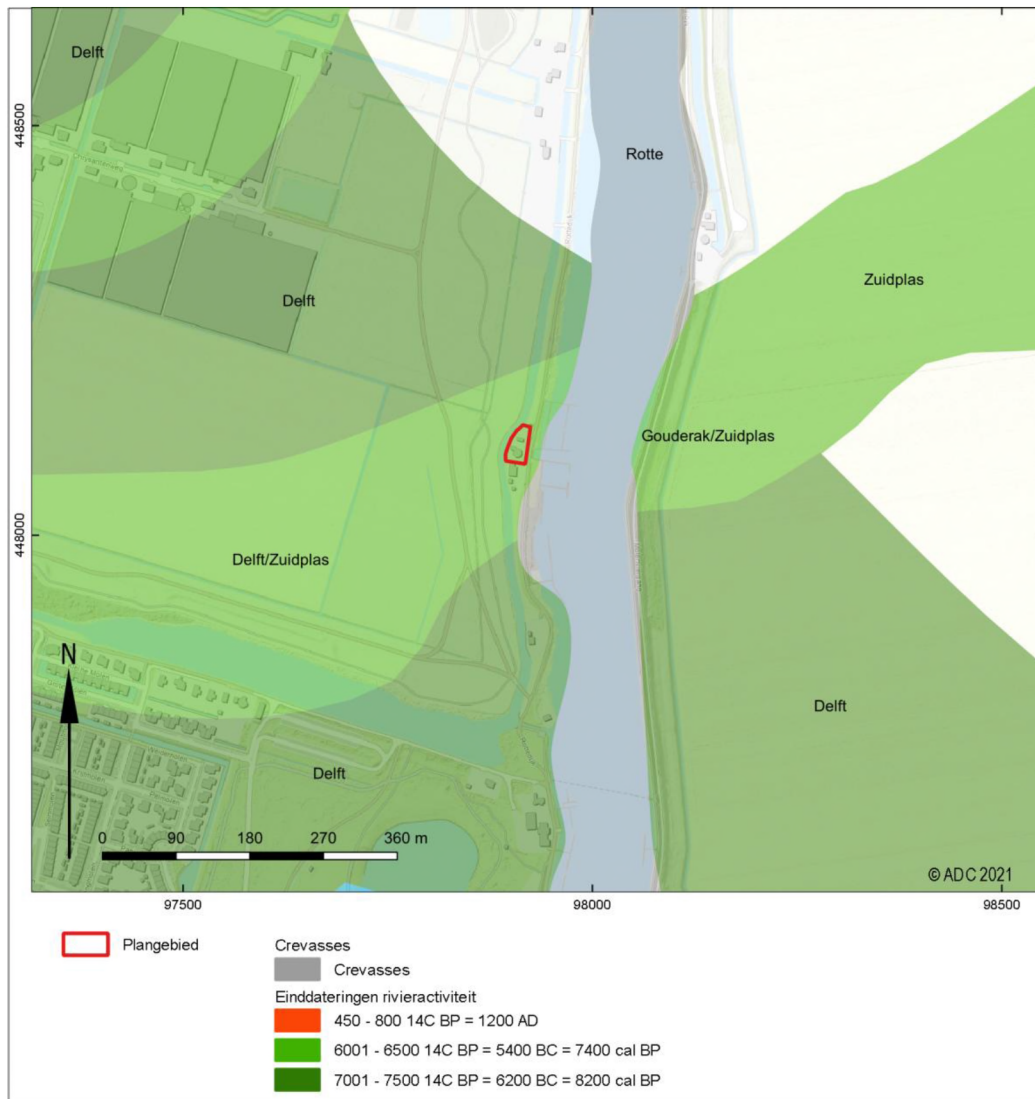 Delft
448500
Rotte
Zuidplas
Delft
Gouderak/Zuidplas
448000
Delft/Zuidplas
N
Delft
Delft
0 90 180 270 360 m
© ADC 2021
97500 98000 98500
Plangebied
Crevasses
Crevasses
Einddateringen rivieractiviteit
450 - 800 14C BP = 1200 AD
6001 - 6500 14C BP = 5400 BC = 7400 cal BP
7001 - 7500 14C BP = 6200 BC = 8200 cal BP